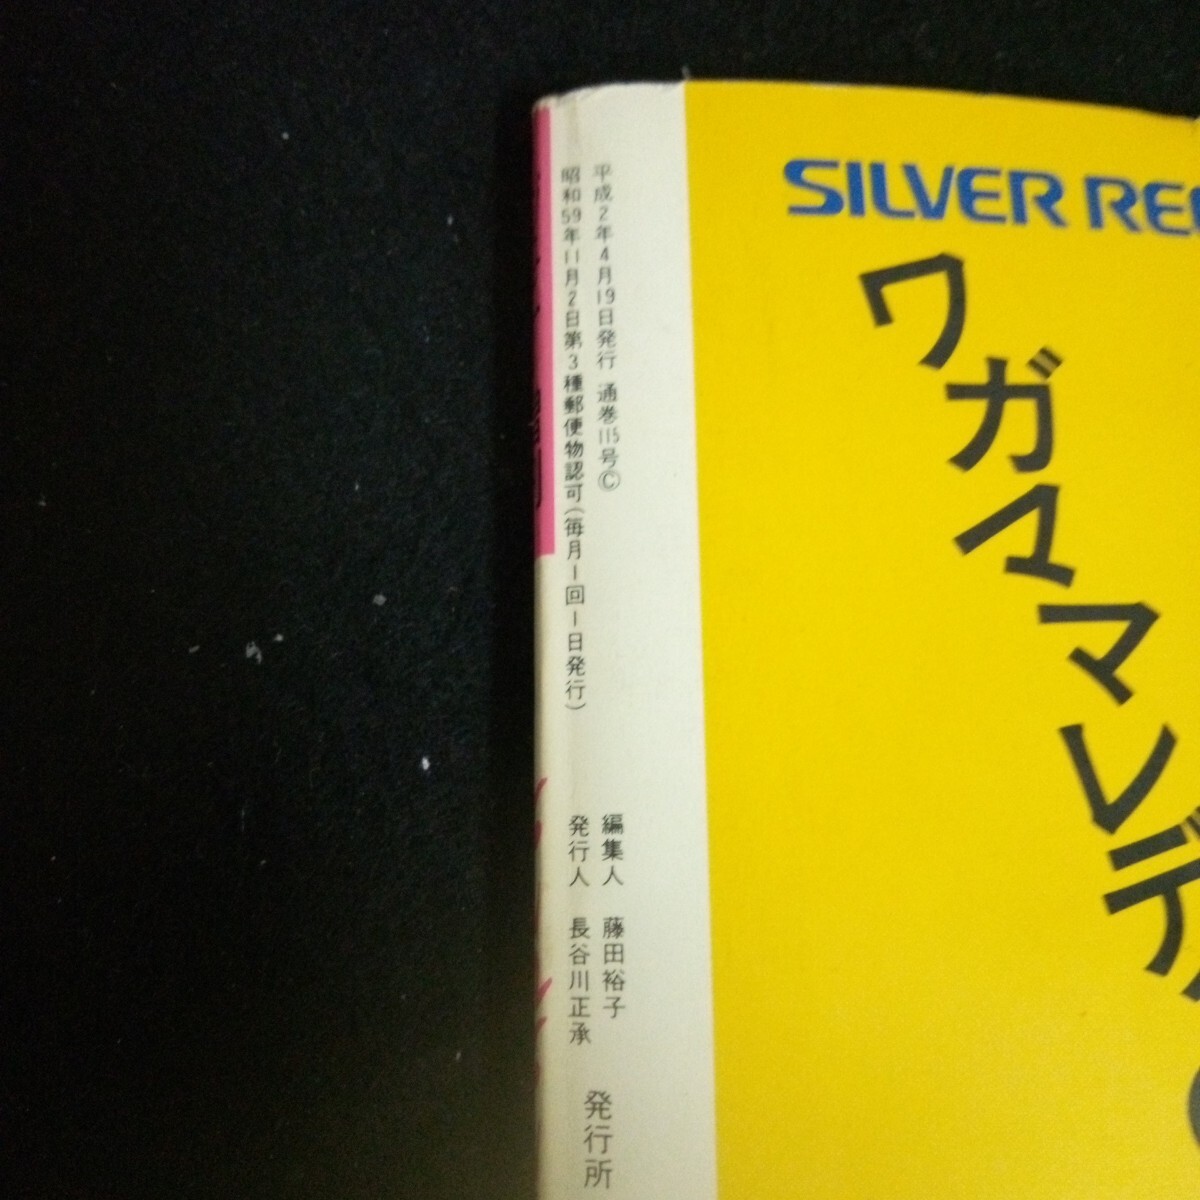 平成2年4月19日発行 通巻115号Ⓒ
昭和59年11月2日第3種郵便物認可(毎月1回1日発行)
編集人 藤田裕子
発行人 長谷川正承
発行所
SILVER
ワガママレデ